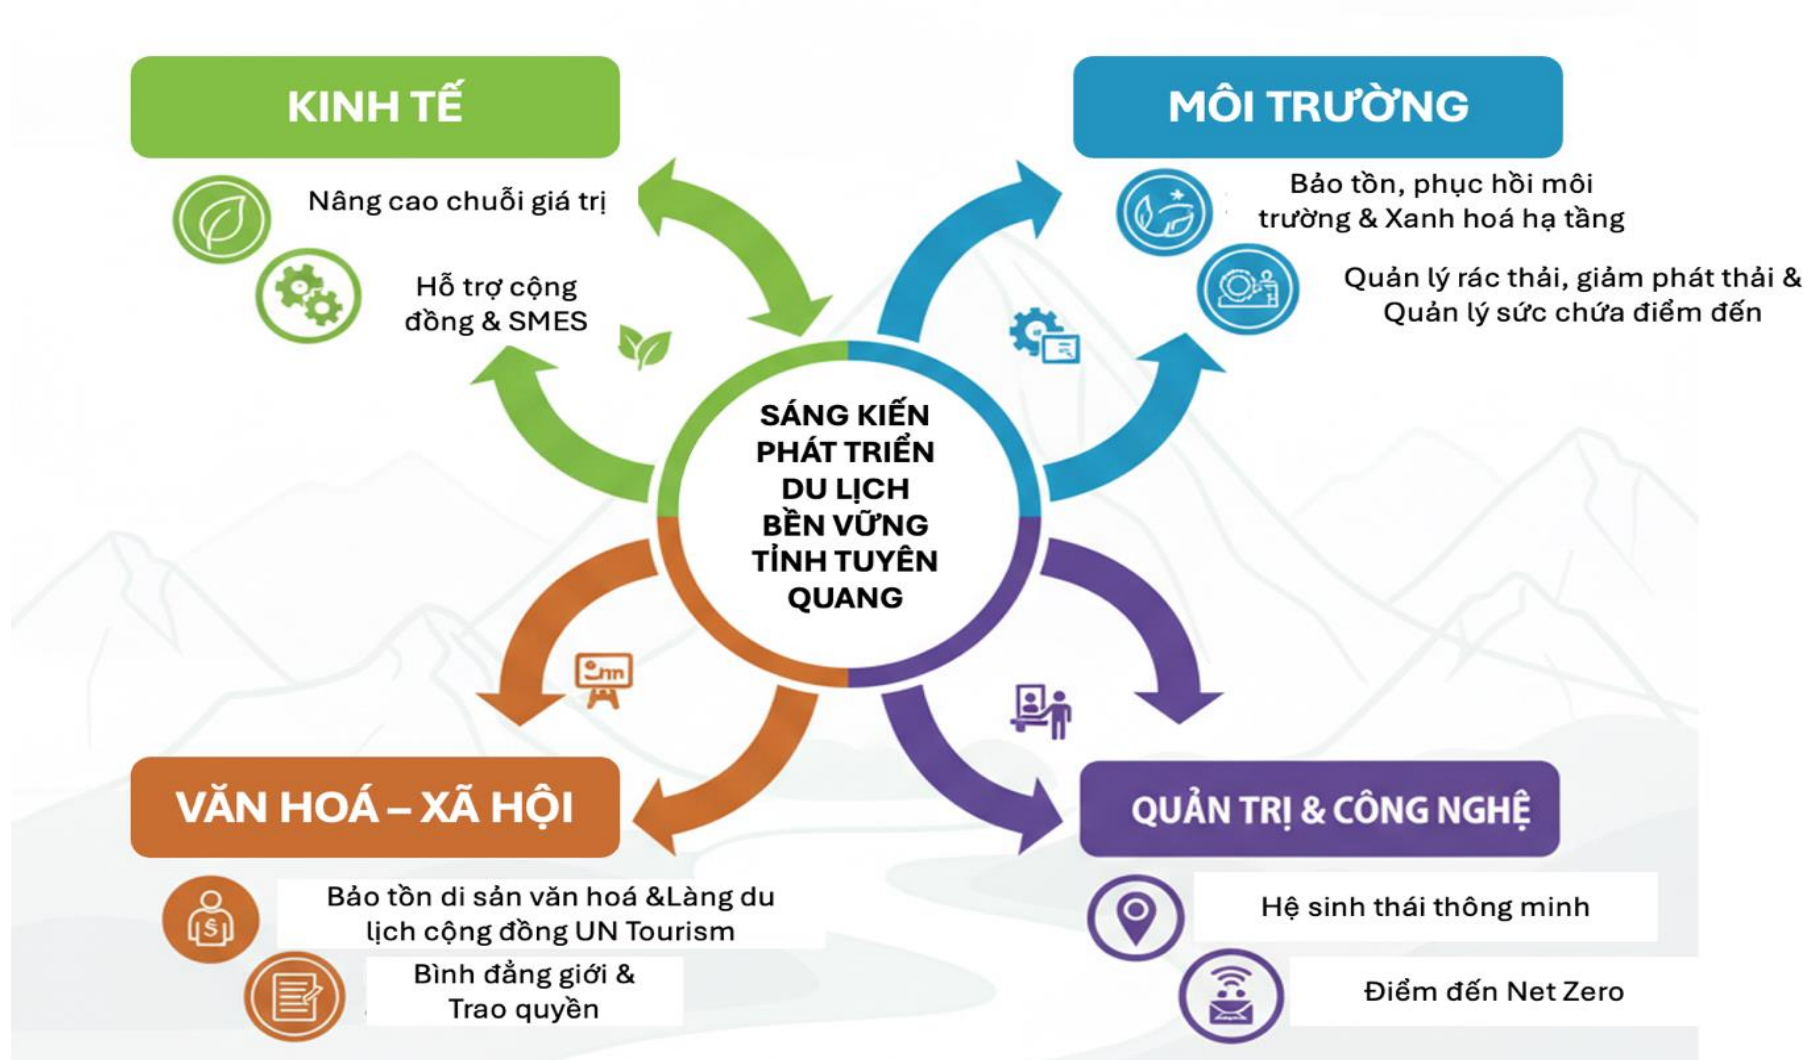 KINH TẾ
Nâng cao chuỗi giá trị
Hỗ trợ cộng
đồng & SMES
MÔI TRƯỜNG
Bảo tồn, phục hồi môi
trường & Xanh hoá hạ tầng
Quản lý rác thải, giảm phát thải &
Quản lý sức chứa điểm đến
SÁNG KIẾN
PHÁT TRIỂN
DU LỊCH
BỀN VỮNG
TỈNH TUYÊN
QUANG
VĂN HOÁ – XÃ HỘI
Bảo tồn di sản văn hoá &Làng du
lịch cộng đồng UN Tourism
Bình đẳng giới &
Trao quyền
QUẢN TRỊ & CÔNG NGHỆ
Hệ sinh thái thông minh
Điểm đến Net Zero